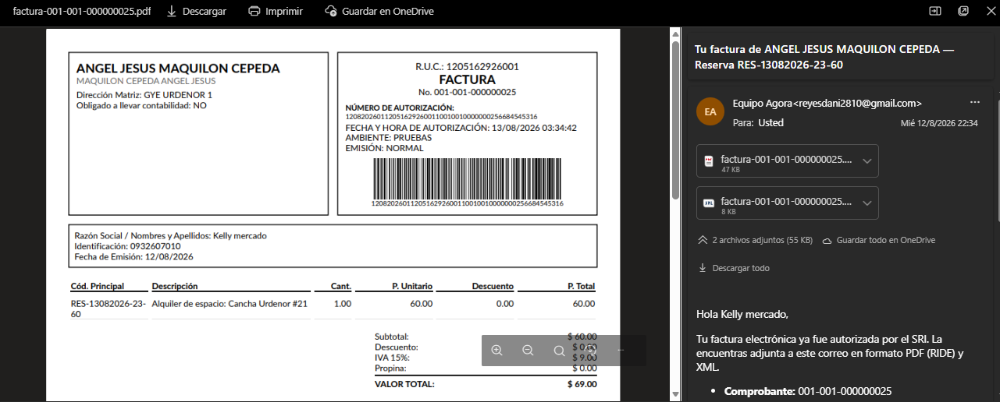 factura-001-001-000000025.pdf Descargar Imprimir Guardar en OneDrive
ANGEL JESUS MAQUILON CEPEDA
MAQUILON CEPEDA ANGEL JESUS
Dirección Matriz: GYE URDENOR 1
Obligado a llevar contabilidad: NO
R.U.C.: 1205162926001
FACTURA
No. 001-001-000000025
NÚMERO DE AUTORIZACIÓN:
1208202601120516292600110010010000000256684545316
FECHA Y HORA DE AUTORIZACIÓN: 13/08/2026 03:34:42
AMBIENTE: PRUEBAS
EMISIÓN: NORMAL
1208202601120516292600110010010000000256684545316
Razón Social / Nombres y Apellidos: Kelly mercado
Identificación: 0932607010
Fecha de Emisión: 12/08/2026
Cód. Principal Descripción Cant. P. Unitario Descuento P. Total
RES-13082026-23-60 Alquiler de espacio: Cancha Urdenor #21 1.00 60.00 0.00 60.00
Subtotal: $ 60.00
Descuento: $ 0.00
IVA 15%: $ 9.00
Propina: $ 0.00
VALOR TOTAL: $ 69.00
Tu factura de ANGEL JESUS MAQUILON CEPEDA —
Reserva RES-13082026-23-60
EA
Equipo Agora<reyesdani2810@gmail.com>
Para: Usted
Mié 12/8/2026 22:34
factura-001-001-000000025....
47 KB
factura-001-001-000000025....
8 KB
2 archivos adjuntos (55 KB) Guardar todo en OneDrive
Descargar todo
Hola Kelly mercado,
Tu factura electrónica ya fue autorizada por el SRI. La
encuentras adjunta a este correo en formato PDF (RIDE) y
XML.
• Comprobante: 001-001-000000025